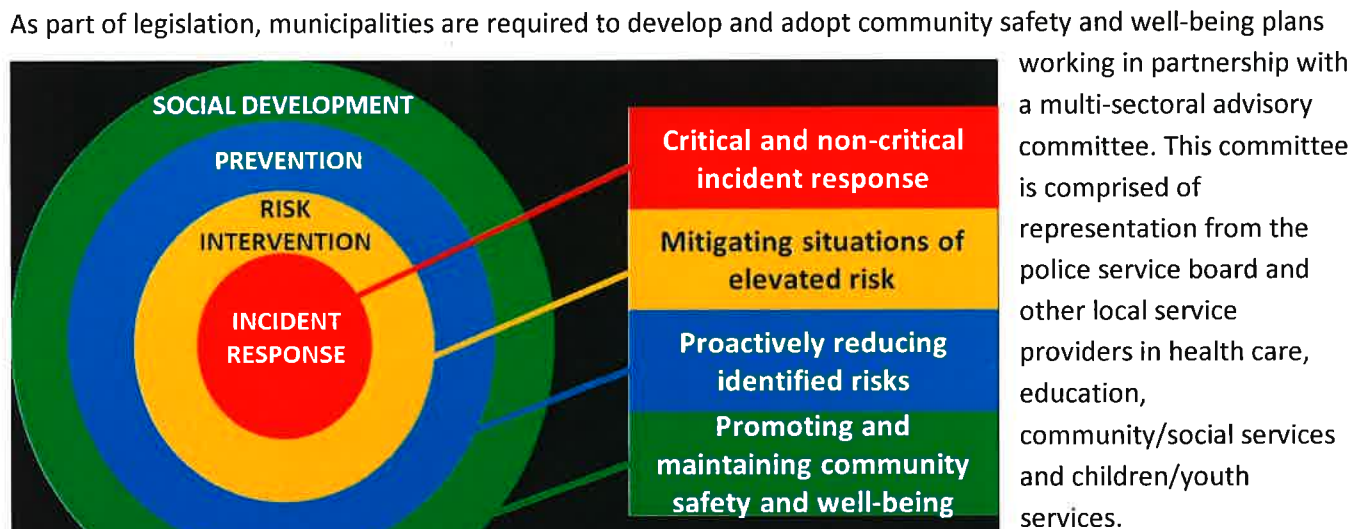 As part of legislation, municipalities are required to develop and adopt community safety and well-being plans
working in partnership with
a multi-sectoral advisory
committee. This committee
is comprised of
representation from the
police service board and
other local service
providers in health care,
education,
community/social services
and children/youth
services.
SOCIAL DEVELOPMENT
PREVENTION
RISK
INTERVENTION
INCIDENT
RESPONSE
Critical and non-critical
incident response
Mitigating situations of
elevated risk
Proactively reducing
identified risks
Promoting and
maintaining community
safety and well-being